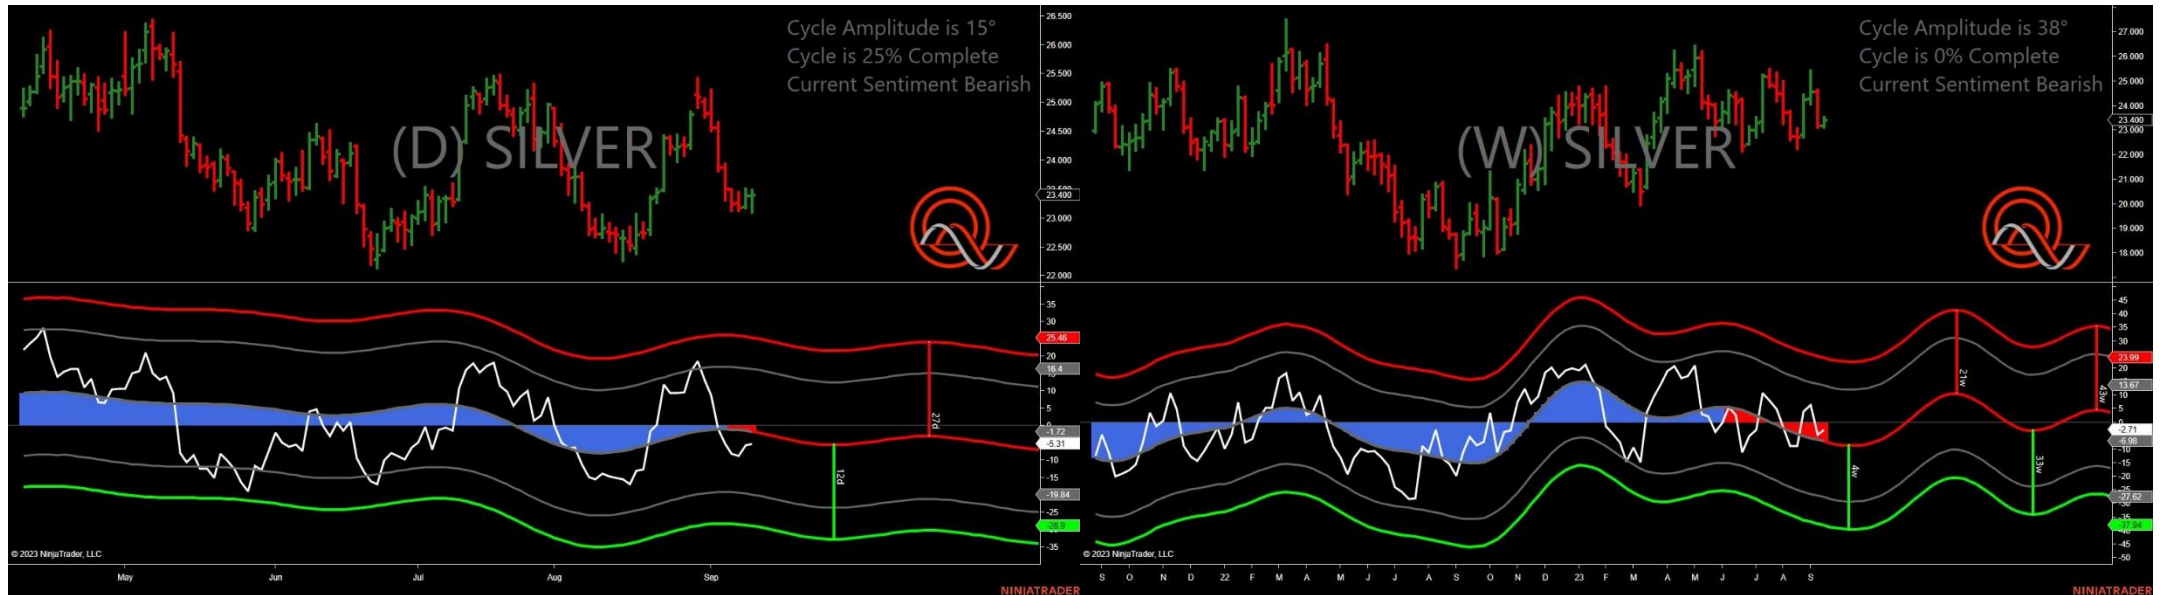 Cycle Amplitude is 15°
Cycle is 25% Complete
Current Sentiment Bearish
(D) SILVER
26.500
26.000
25.500
25.000
24.500
24.000
23.400
23.000
22.500
22.000
35
30
25.46
20
16.4
10
5
-1.72
-5.31
-10
-15
-19.84
-25
-28.9
-35
27d
12d
© 2023 NinjaTrader, LLC
May Jun Jul Aug Sep
NINJATRADER
Cycle Amplitude is 38°
Cycle is 0% Complete
Current Sentiment Bearish
(W) SILVER
27.000
26.000
25.000
24.000
23.400
23.000
22.000
21.000
20.000
19.000
18.000
45
35
30
23.99
20
13.67
10
5
-2.71
-6.98
-15
-20
-27.62
-37.94
-45
-50
21w
43w
4w
33w
© 2023 NinjaTrader, LLC
S O N D 22 F M A M J J A S O N D 23 F M A M J J A S
NINJATRADER